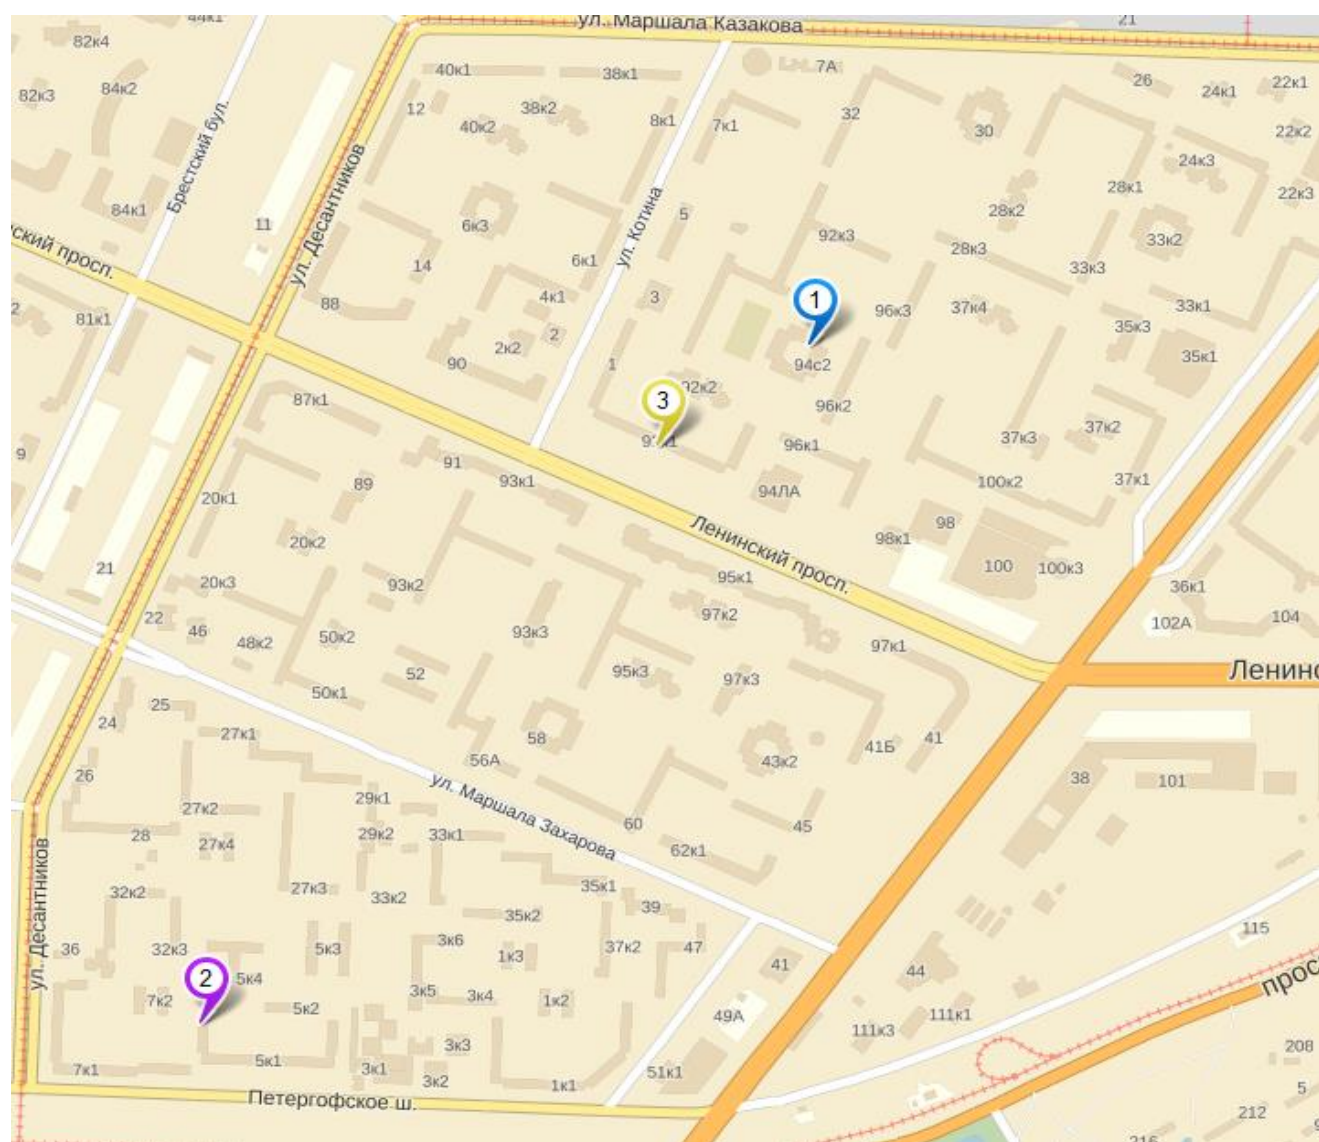 44к1
ул. Маршала Казакова
21
82к4
40к1
38к1
7А
26
22к1
84к2
82к3
24к1
12
38к2
8к1
32
40к2
7к1
30
22к2
24к3
28к1
22к3
Брестский бул.
84к1
ул. Десантников
11
6к3
ул. Котина
5
28к2
92к3
28к3
33к2
ский просп.
14
6к1
33к3
88
4к1
3
1
96к3
37к4
33к1
81к1
2
35к3
2к2
2
35к1
90
1
94с2
92к2
3
87к1
96к2
96к1
37к3
37к2
9
91
93к1
89
94ЛА
100к2
37к1
20к1
Ленинский просп.
98
98к1
20к2
21
20к3
93к2
95к1
100
100к3
36к1
97к2
22
46
48к2
50к2
93к3
97к1
102А
104
52
95к3
97к3
Ленинс
50к1
25
24
27к1
58
41Б
41
56А
43к2
26
38
101
27к2
29к1
ул. Маршала Захарова
60
45
28
27к4
29к2
33к1
62к1
ул. Десантников
32к2
27к3
33к2
35к1
35к2
39
36
32к3
5к3
3к6
1к3
37к2
47
115
41
44
2
5к4
7к2
5к2
3к5
3к4
1к2
49А
111к3
111к1
прос
3к3
208
7к1
5к1
3к1
3к2
1к1
51к1
5
Петергофское ш.
212
216